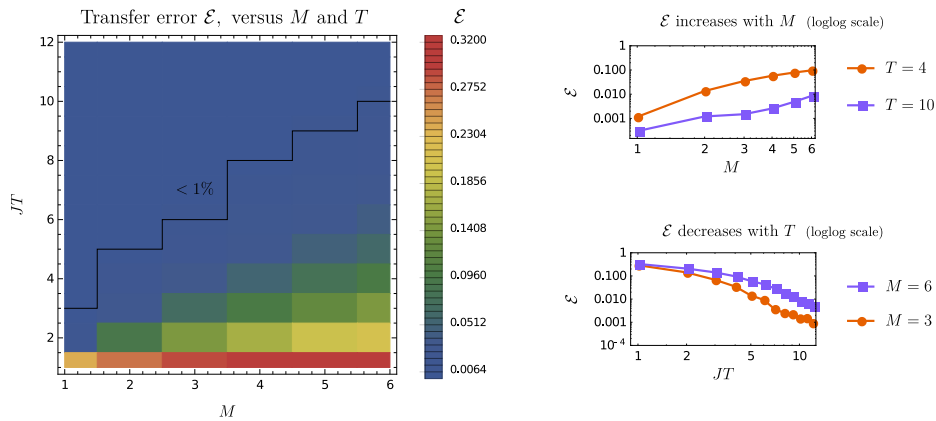 Transfer error ℰ, versus M and T
ℰ
12
10
8
6
4
2
JT
< 1%
1 2 3 4 5 6
M
0.3200
0.2752
0.2304
0.1856
0.1408
0.0960
0.0512
0.0064
ℰ increases with M (loglog scale)
1
0.100
0.010
0.001
ℰ
1 2 3 4 5 6
M
T = 4
T = 10
ℰ decreases with T (loglog scale)
1
0.100
0.010
0.001
10⁻⁴
ℰ
1 2 5 10
JT
M = 6
M = 3